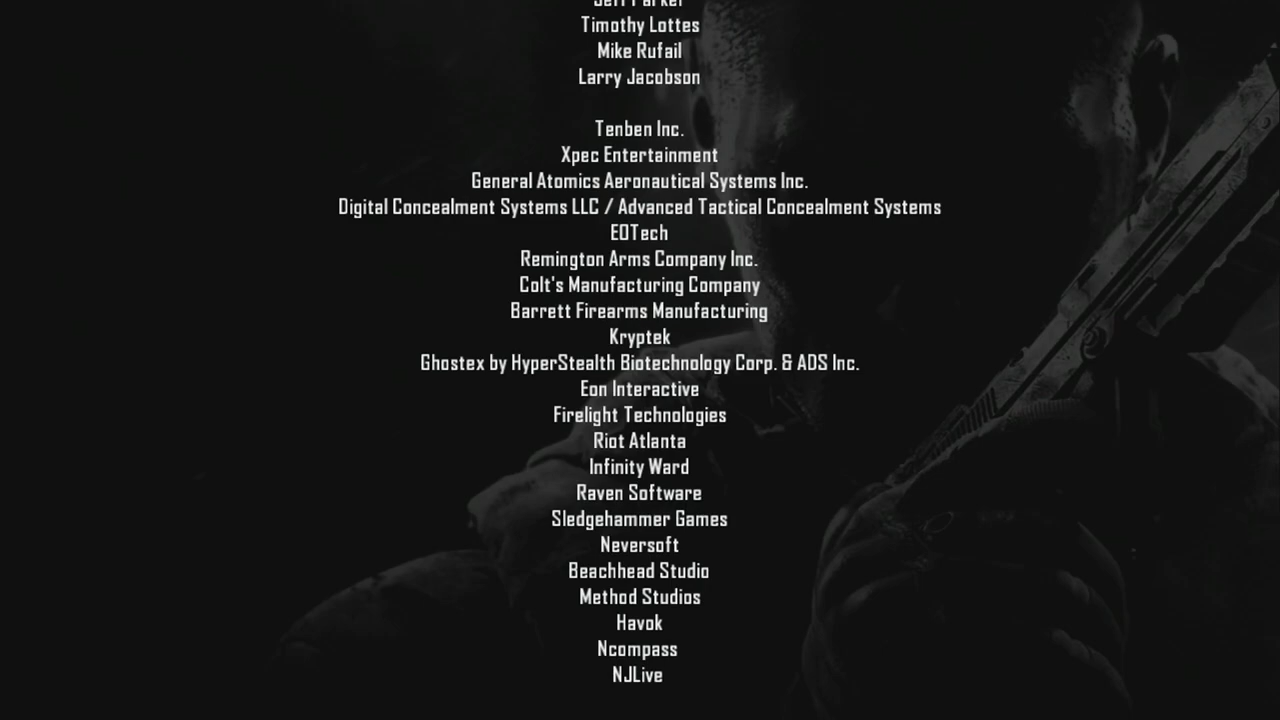 Jeff Parker
Timothy Lottes
Mike Rufail
Larry Jacobson
Tenben Inc.
Xpec Entertainment
General Atomics Aeronautical Systems Inc.
Digital Concealment Systems LLC / Advanced Tactical Concealment Systems
EOTech
Remington Arms Company Inc.
Colt's Manufacturing Company
Barrett Firearms Manufacturing
Kryptek
Ghostex by HyperStealth Biotechnology Corp. & ADS Inc.
Eon Interactive
Firelight Technologies
Riot Atlanta
Infinity Ward
Raven Software
Sledgehammer Games
Neversoft
Beachhead Studio
Method Studios
Havok
Ncompass
NJLive